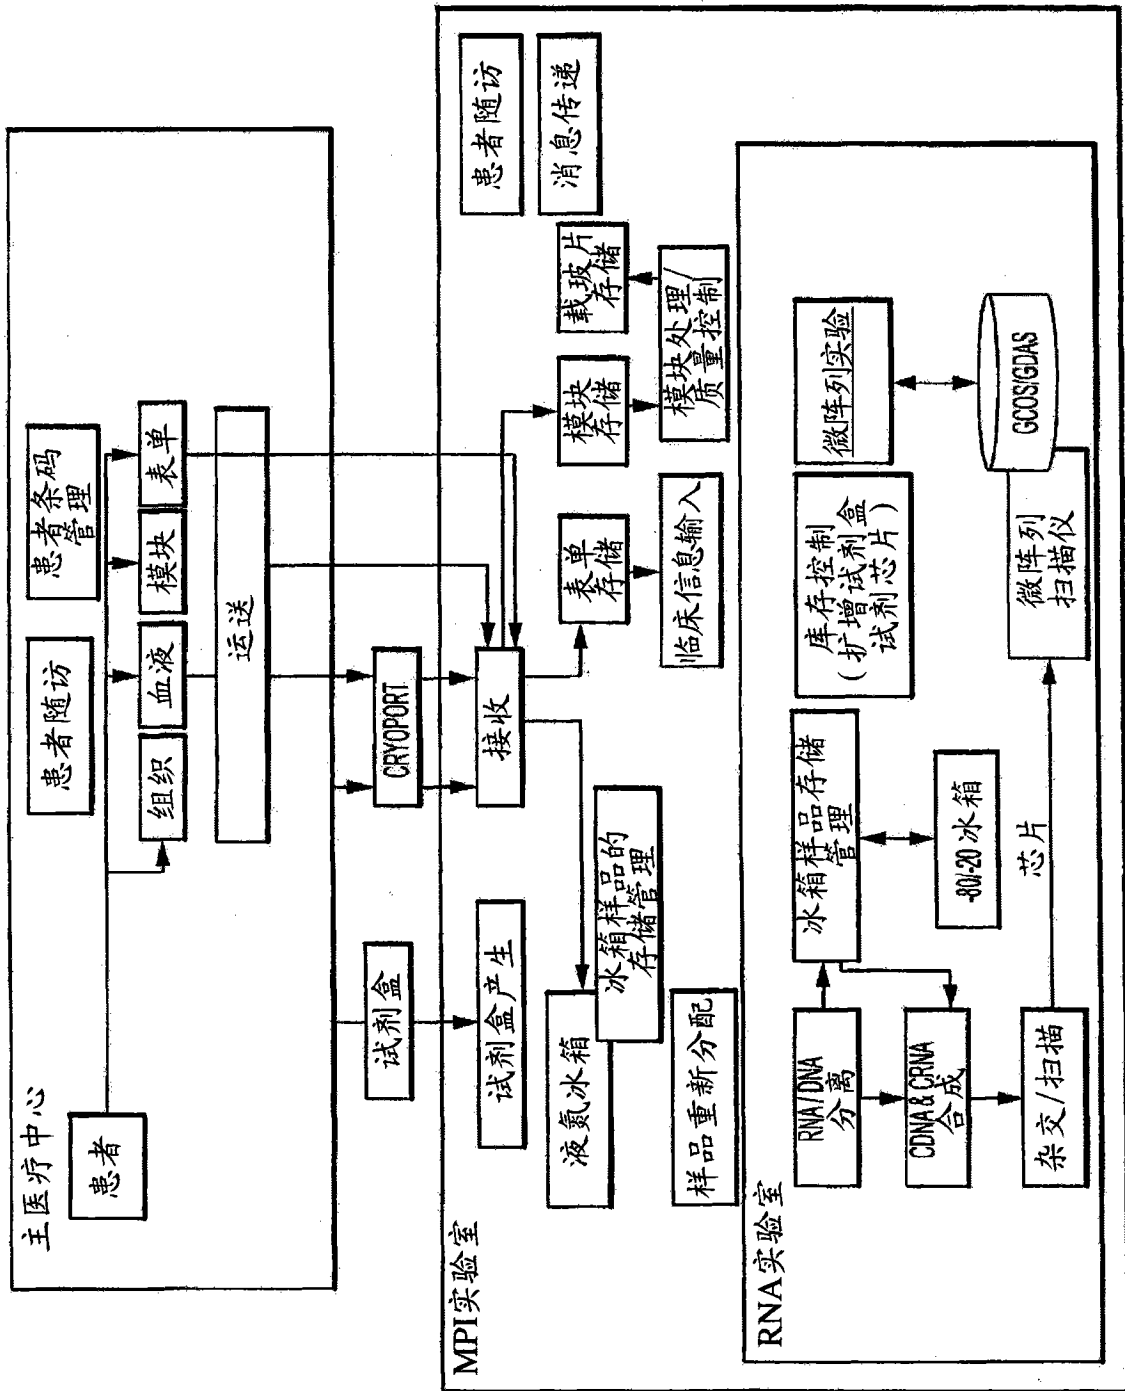 主医疗中心
患者
患者随访
患者条码
管理
组织
血液
模块
表单
运送
试剂盒
CRYOPORT
MPI实验室
试剂盒产生
接收
患者随访
消息传递
液氮冰箱
冰箱样品的
存储管理
表单
存储
模块
存储
载玻片
存储
样品重新分配
临床信息输入
模块处理/
质量控制
RNA实验室
RNA/DNA
分离
冰箱样品存储
管理
库存控制
(扩增试剂盒
试剂芯片)
微阵列实验
CDNA&CRNA
合成
-80/-20冰箱
GCOS/GDAS
杂交/扫描
芯片
微阵列
扫描仪